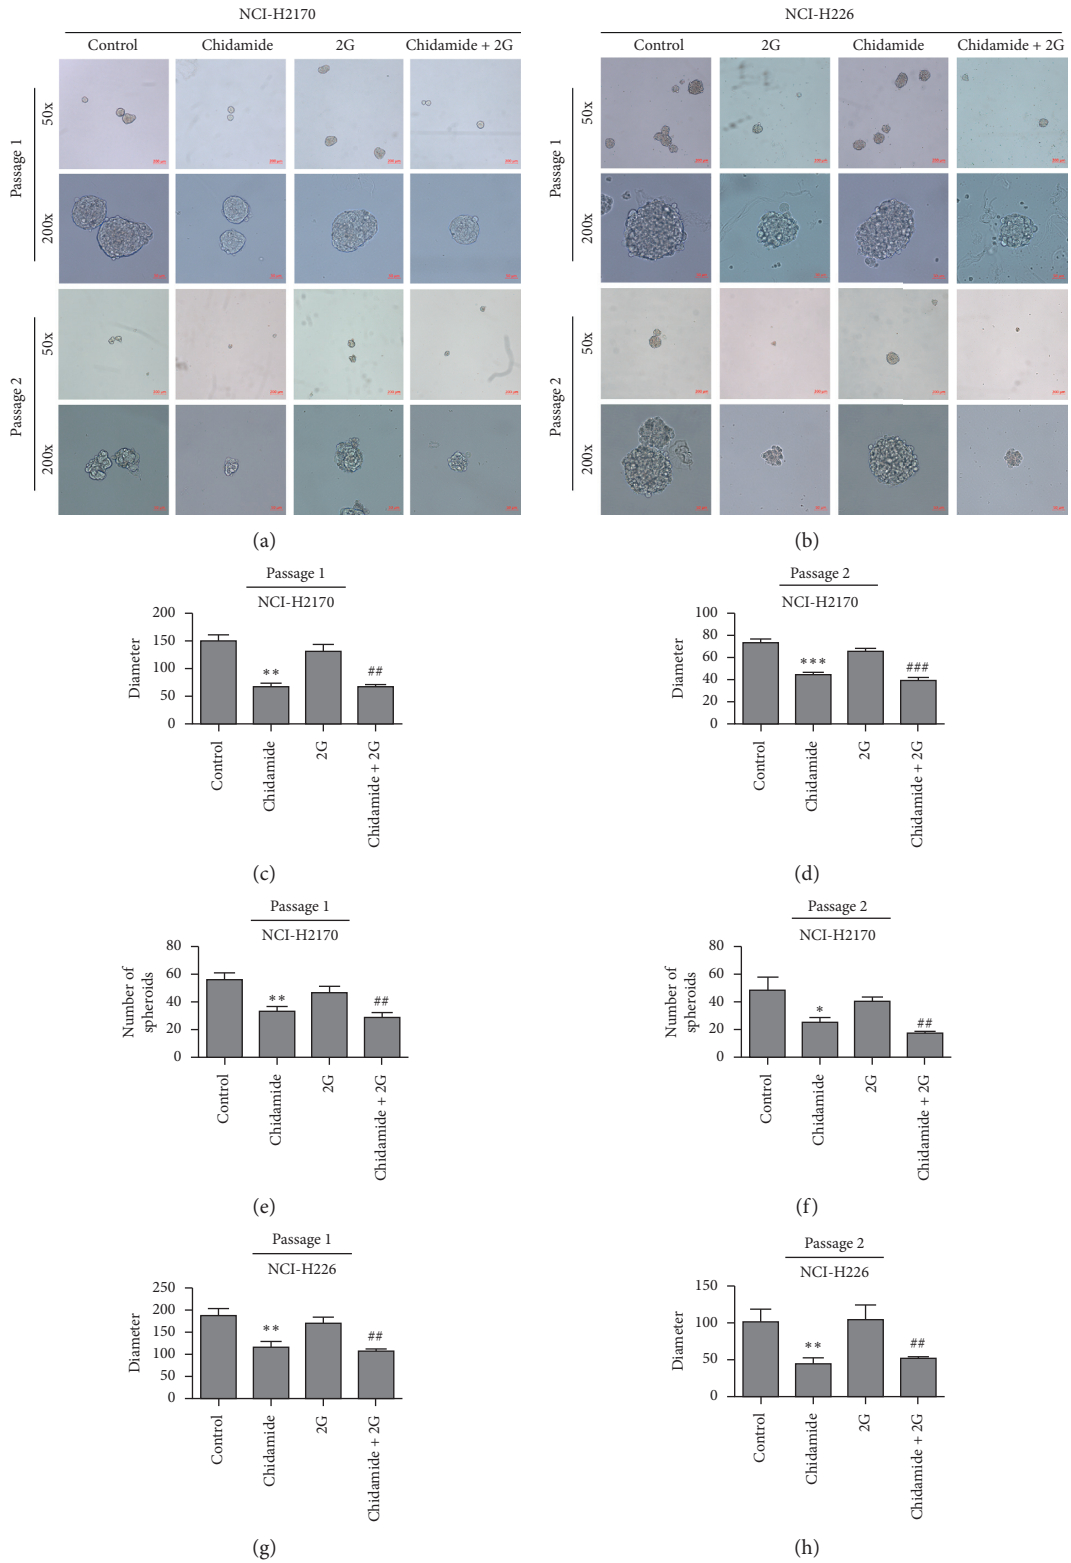 NCI-H2170
Control Chidamide 2G Chidamide + 2G
Passage 1
50x
200x
Passage 2
50x
200x
(a)
NCI-H226
Control 2G Chidamide Chidamide + 2G
Passage 1
50x
200x
Passage 2
50x
200x
(b)
Passage 1
NCI-H2170
Diameter
200
150
100
50
0
**
##
Control
Chidamide
2G
Chidamide + 2G
(c)
Passage 2
NCI-H2170
Diameter
100
80
60
40
20
0
***
###
Control
Chidamide
2G
Chidamide + 2G
(d)
Passage 1
NCI-H2170
Number of
spheroids
80
60
40
20
0
**
##
Control
Chidamide
2G
Chidamide + 2G
(e)
Passage 2
NCI-H2170
Number of
spheroids
80
60
40
20
0
*
##
Control
Chidamide
2G
Chidamide + 2G
(f)
Passage 1
NCI-H226
Diameter
250
200
150
100
50
0
**
##
Control
Chidamide
2G
Chidamide + 2G
(g)
Passage 2
NCI-H226
Diameter
150
100
50
0
**
##
Control
Chidamide
2G
Chidamide + 2G
(h)